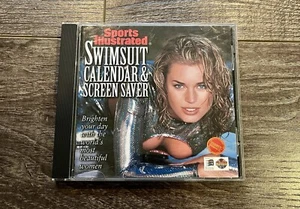 Sports
Illustrated
SWIMSUIT
CALENDAR &
SCREEN SAVER
Brighten
your day
with the
world's
most
beautiful
women